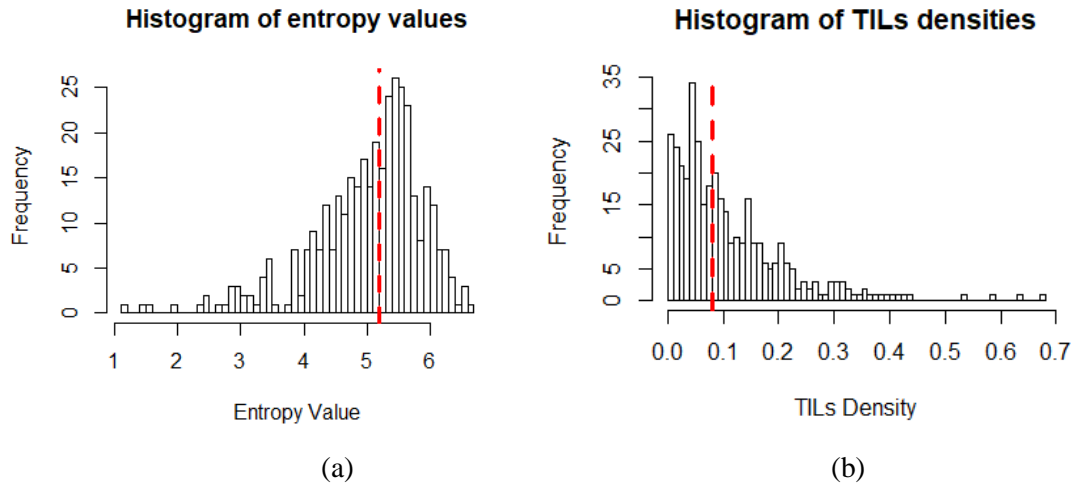 Histogram of entropy values
Frequency
0 5 10 15 20 25
1 2 3 4 5 6
Entropy Value
(a)
Histogram of TILs densities
Frequency
0 5 15 25 35
0.0 0.1 0.2 0.3 0.4 0.5 0.6 0.7
TILs Density
(b)